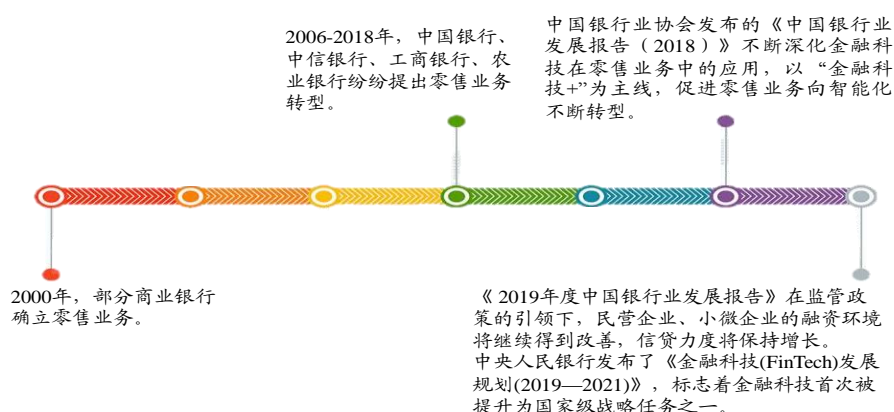 2006-2018年，中国银行、
中信银行、工商银行、农
业银行纷纷提出零售业务
转型。
中国银行业协会发布的《中国银行业
发展报告（2018）》不断深化金融科
技在零售业务中的应用，以“金融科
技+”为主线，促进零售业务向智能化
不断转型。
2000年，部分商业银行
确立零售业务。
《 2019年度中国银行业发展报告》在监管政
策的引领下，民营企业、小微企业的融资环境
将继续得到改善，信贷力度将保持增长。
中央人民银行发布了《金融科技(FinTech)发展
规划(2019—2021)》，标志着金融科技首次被
提升为国家级战略任务之一。